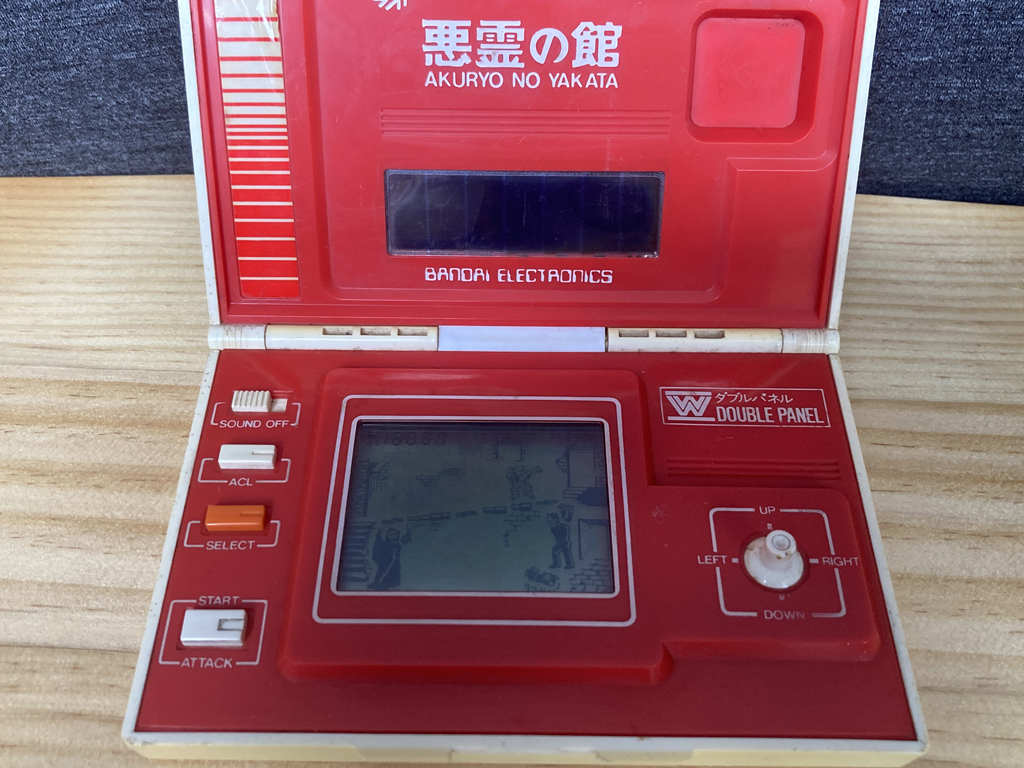 悪霊の館
AKURYO NO YAKATA
BANDAI ELECTRONICS
SOUND OFF
ACL
SELECT
START
ATTACK
W ダブルパネル
DOUBLE PANEL
UP
LEFT RIGHT
DOWN